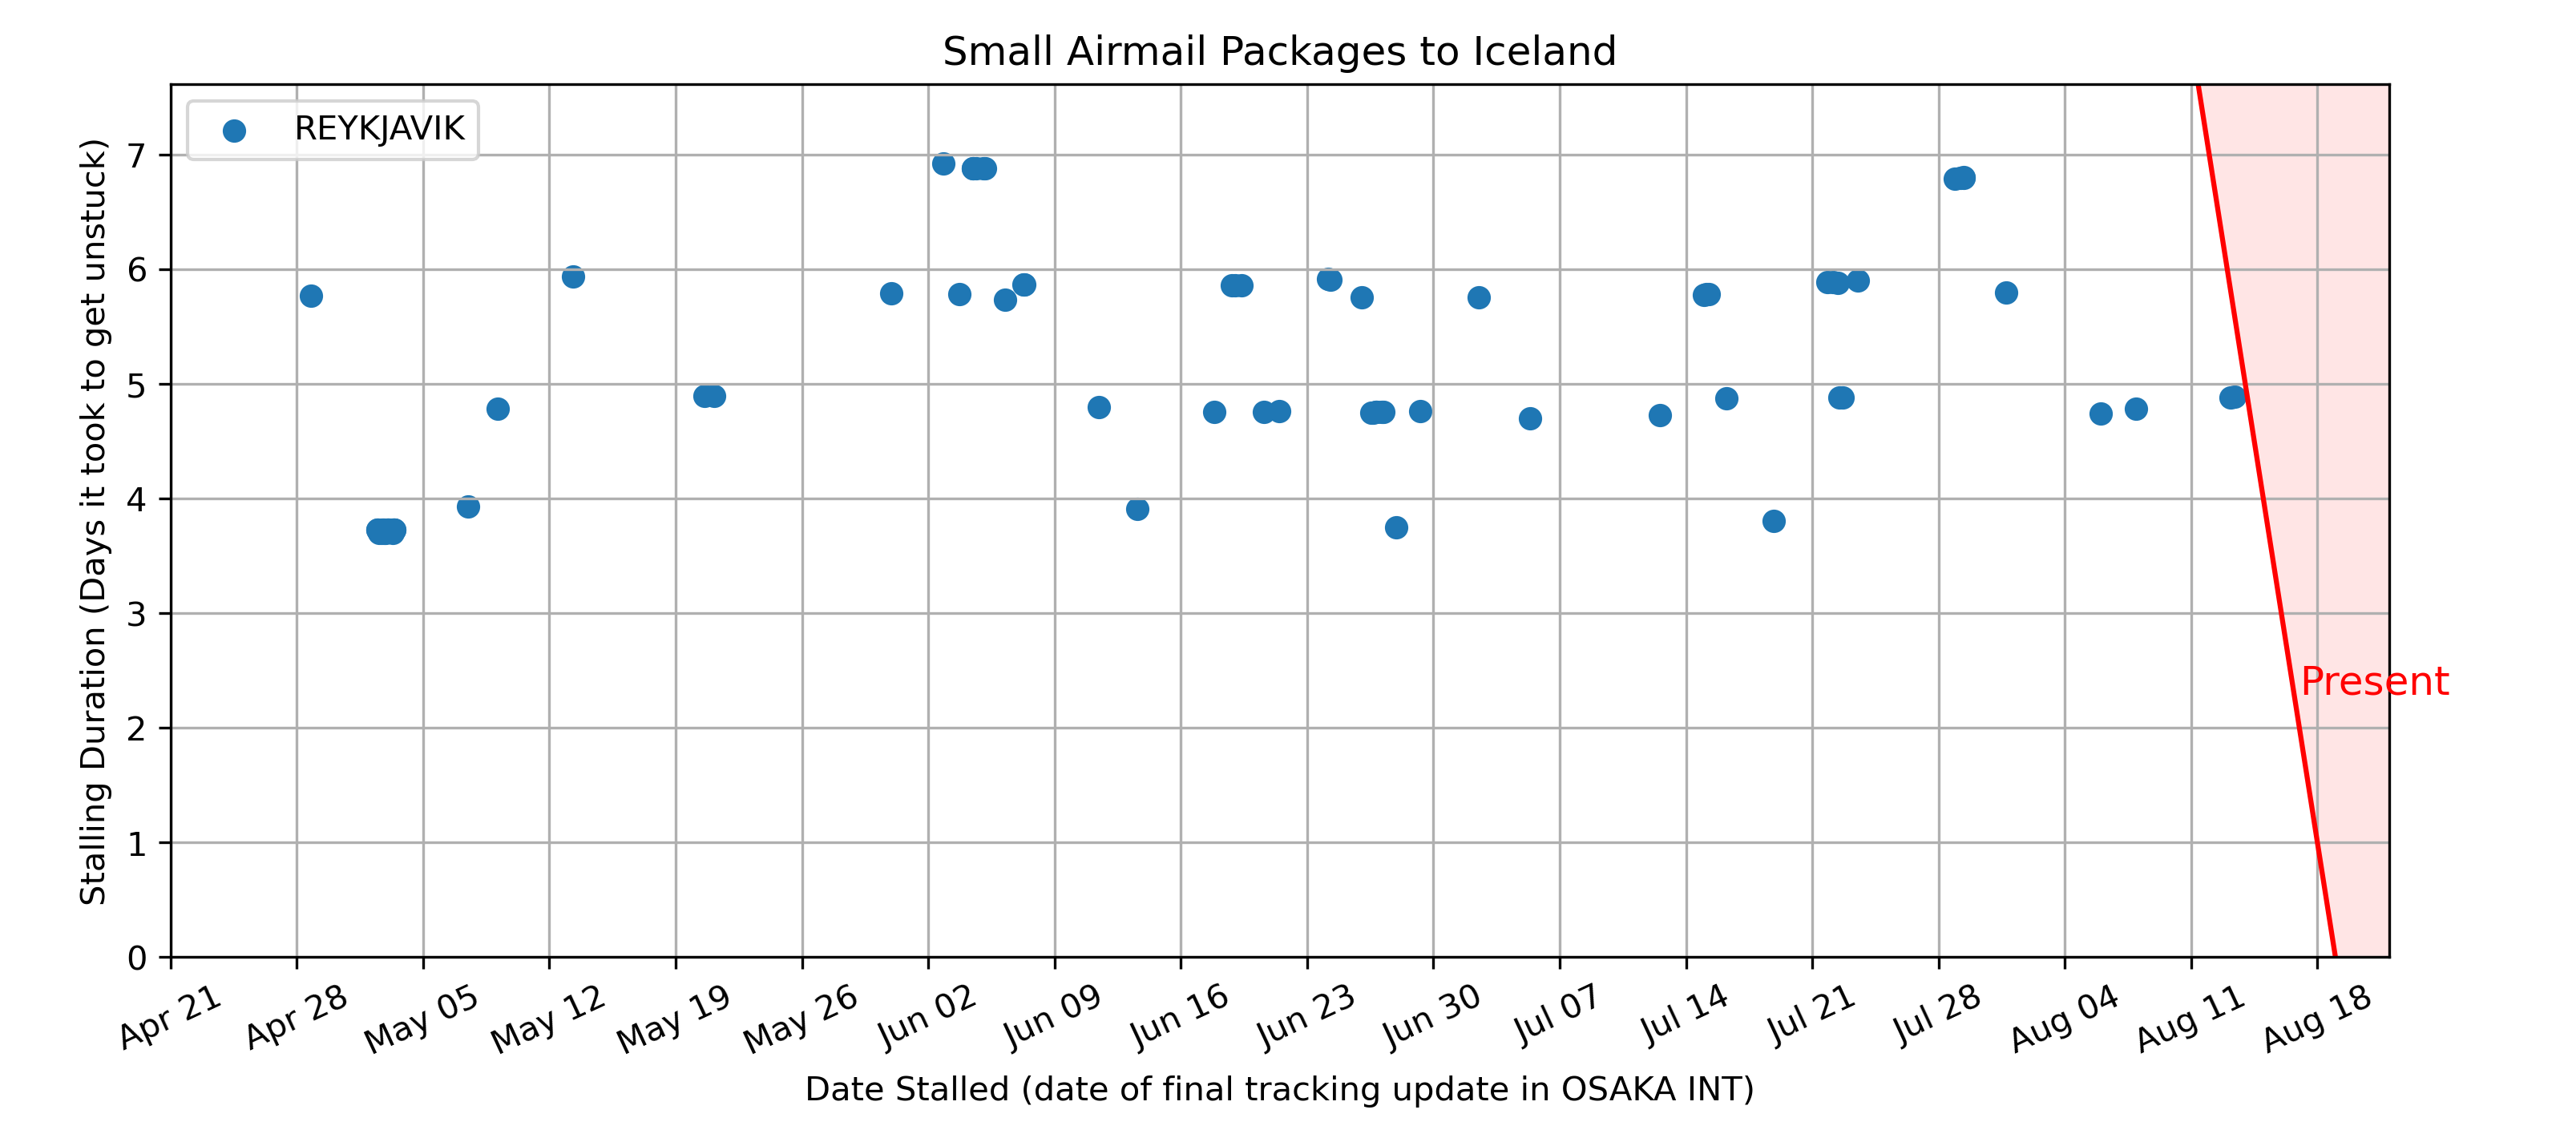 Small Airmail Packages to Iceland
REYKJAVIK
Stalling Duration (Days it took to get unstuck)
7
6
5
4
3
2
1
0
Present
Apr 21
Apr 28
May 05
May 12
May 19
May 26
Jun 02
Jun 09
Jun 16
Jun 23
Jun 30
Jul 07
Jul 14
Jul 21
Jul 28
Aug 04
Aug 11
Aug 18
Date Stalled (date of final tracking update in OSAKA INT)